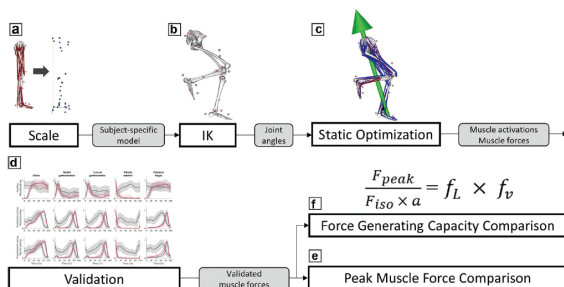 a
b
c
Scale
Subject-specific
model
IK
Joint
angles
Static Optimization
Muscle activations
Muscle forces
d
F_peak / (F_iso × a) = f_L × f_v
f
Force Generating Capacity Comparison
e
Validation
Validated
muscle forces
Peak Muscle Force Comparison